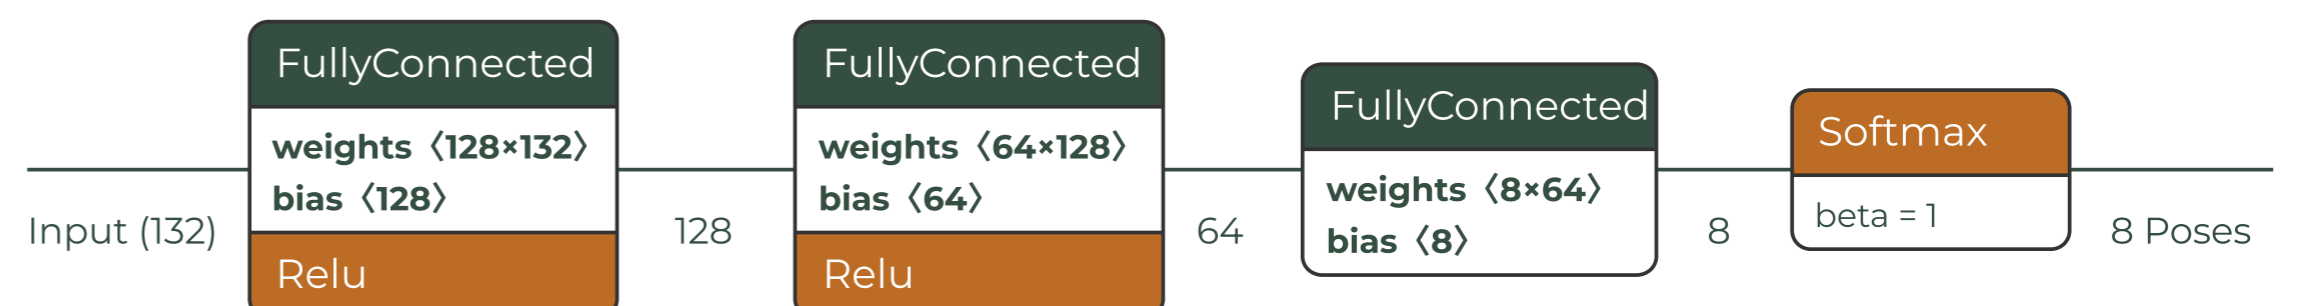 Input (132)
FullyConnected
weights〈128×132〉
bias〈128〉
Relu
128
FullyConnected
weights〈64×128〉
bias〈64〉
Relu
64
FullyConnected
weights〈8×64〉
bias〈8〉
8
Softmax
beta = 1
8 Poses